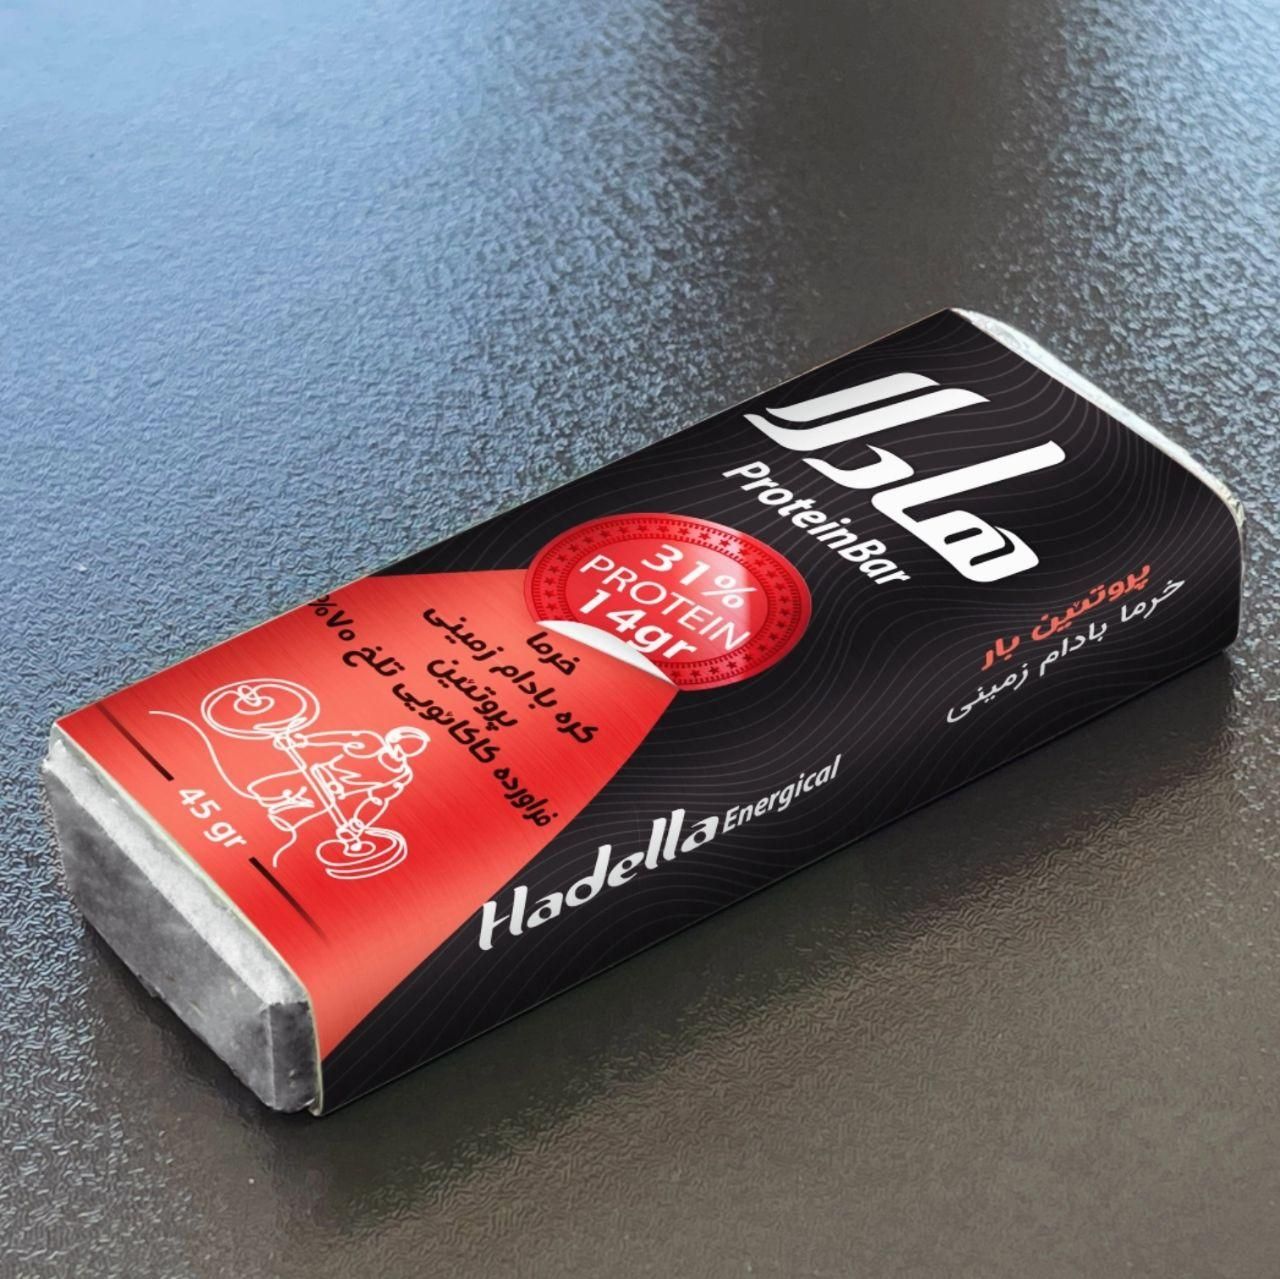 هادلا
ProteinBar
31%
PROTEIN
14gr
خرما
کره بادام زمینی
پروتئین
فراورده کاکائویی تلخ ۷۰%
45 gr
پروتئین بار
خرما بادام زمینی
Hadella Energical